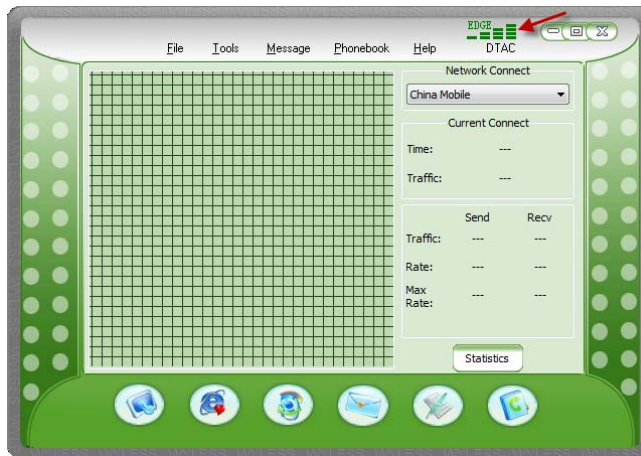 EDGE
File Tools Message Phonebook Help DTAC
Network Connect
China Mobile
Current Connect
Time: ---
Traffic: ---
Send Recv
Traffic: --- ---
Rate: --- ---
Max
Rate: --- ---
Statistics